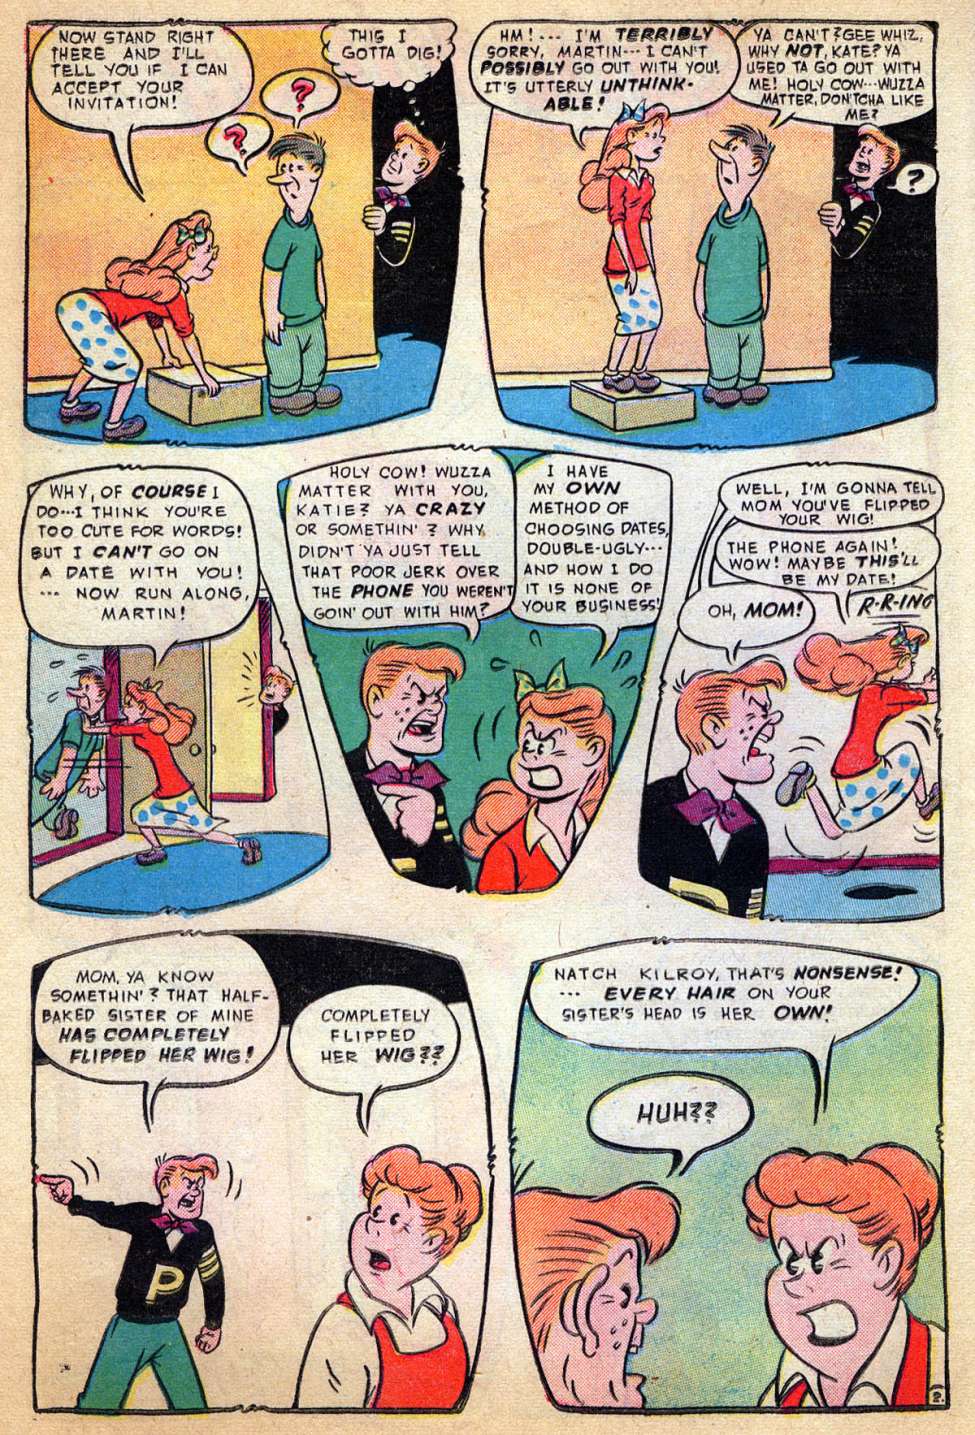 NOW STAND RIGHT
THERE AND I'LL
TELL YOU IF I CAN
ACCEPT YOUR
INVITATION!
?
?
THIS I
GOTTA DIG!
HM!--- I'M TERRIBLY
SORRY, MARTIN--- I CAN'T
POSSIBLY GO OUT WITH YOU!
IT'S UTTERLY UNTHINK-
ABLE!
YA CAN'T? GEE WHIZ,
WHY NOT, KATE? YA
USED TA GO OUT WITH
ME! HOLY COW---WUZZA
MATTER, DON'TCHA LIKE
ME?
?
WHY, OF COURSE I
DO---I THINK YOU'RE
TOO CUTE FOR WORDS!
BUT I CAN'T GO ON
A DATE WITH YOU!
... NOW RUN ALONG,
MARTIN!
HOLY COW! WUZZA
MATTER WITH YOU,
KATIE? YA CRAZY
OR SOMETHIN'? WHY
DIDN'T YA JUST TELL
THAT POOR JERK OVER
THE PHONE YOU WEREN'T
GOIN' OUT WITH HIM?
I HAVE
MY OWN
METHOD OF
CHOOSING DATES,
DOUBLE-UGLY---
AND HOW I DO
IT IS NONE OF
YOUR BUSINESS!
WELL, I'M GONNA TELL
MOM YOU'VE FLIPPED
YOUR WIG!
THE PHONE AGAIN!
WOW! MAYBE THIS'LL
BE MY DATE!
OH, MOM!
R-R-ING
MOM, YA KNOW
SOMETHIN'? THAT HALF-
BAKED SISTER OF MINE
HAS COMPLETELY
FLIPPED HER WIG!
COMPLETELY
FLIPPED
HER WIG??
P
NATCH KILROY, THAT'S NONSENSE!
... EVERY HAIR ON YOUR
SISTER'S HEAD IS HER OWN!
HUH??
2.